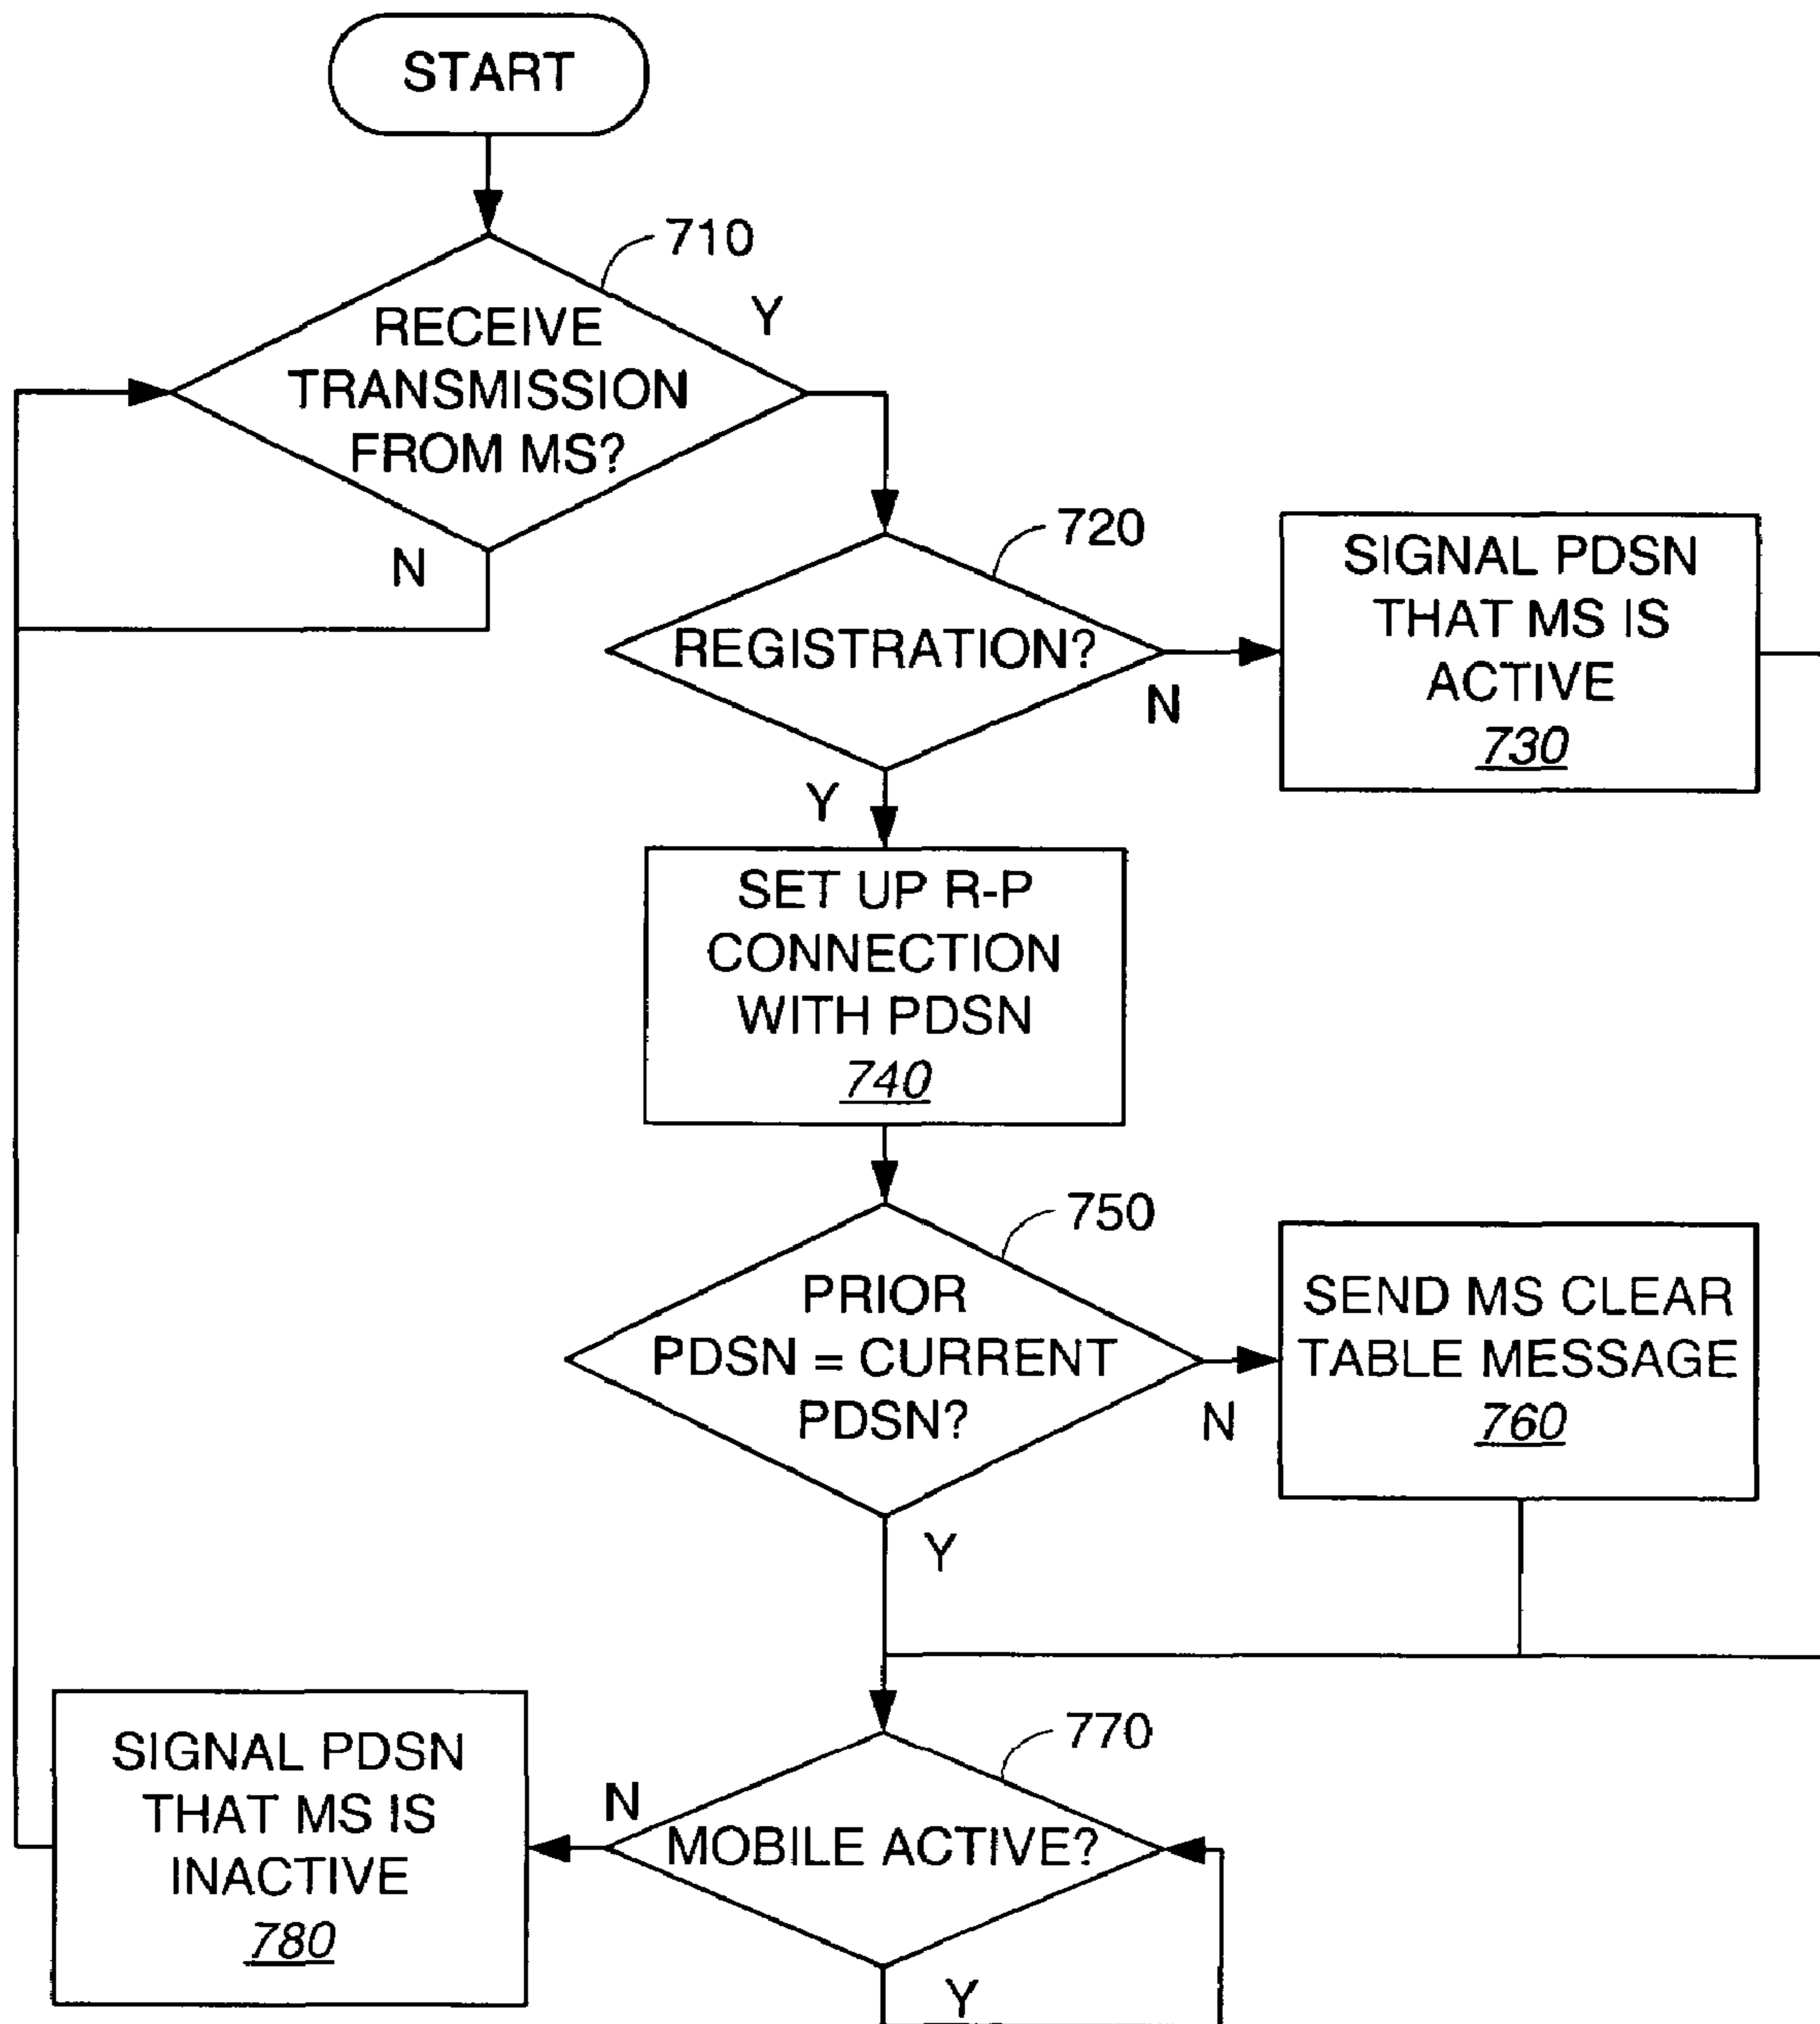 START
710
Y
RECEIVE
TRANSMISSION
FROM MS?
N
720
REGISTRATION?
N
Y
SIGNAL PDSN
THAT MS IS
ACTIVE
730
SET UP R-P
CONNECTION
WITH PDSN
740
750
PRIOR
PDSN = CURRENT
PDSN?
N
Y
SEND MS CLEAR
TABLE MESSAGE
760
770
MOBILE ACTIVE?
N
Y
SIGNAL PDSN
THAT MS IS
INACTIVE
780